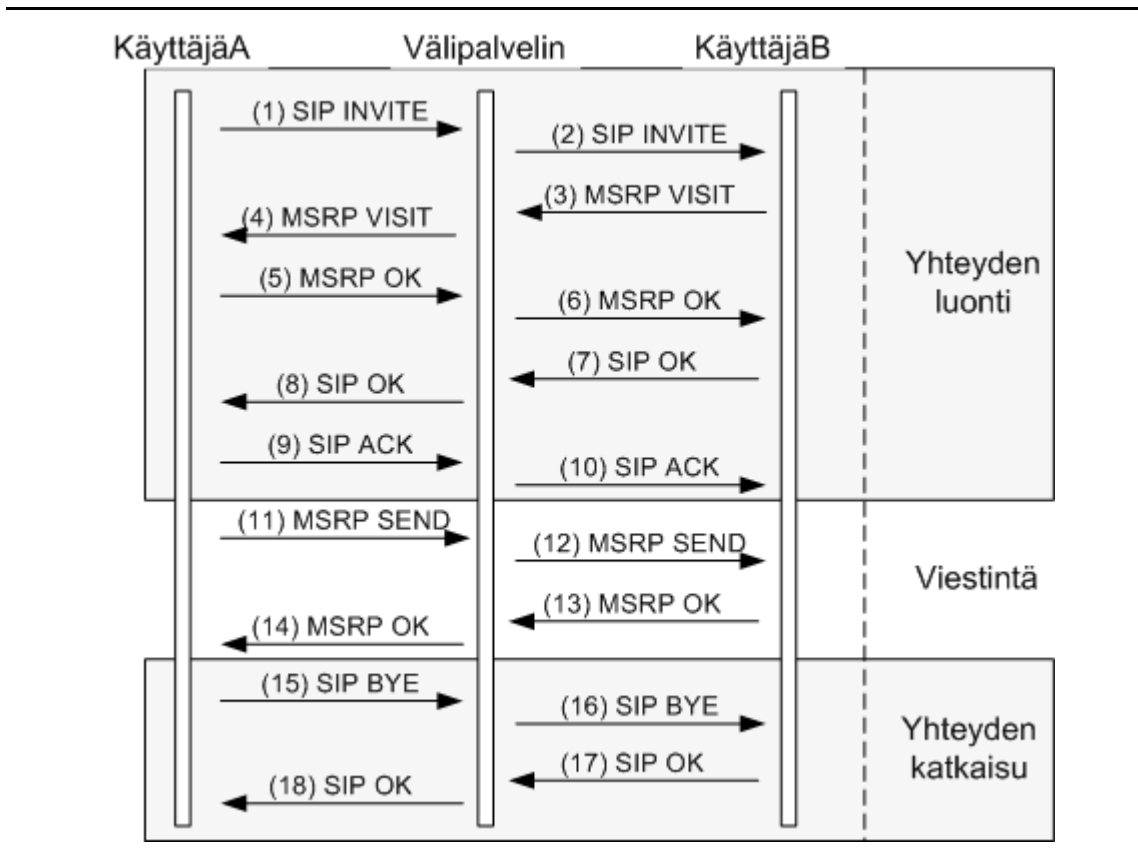 KäyttäjäA
Välipalvelin
KäyttäjäB
(1) SIP INVITE
(2) SIP INVITE
(3) MSRP VISIT
(4) MSRP VISIT
(5) MSRP OK
(6) MSRP OK
(7) SIP OK
(8) SIP OK
(9) SIP ACK
(10) SIP ACK
Yhteyden
luonti
(11) MSRP SEND
(12) MSRP SEND
(13) MSRP OK
(14) MSRP OK
Viestintä
(15) SIP BYE
(16) SIP BYE
(17) SIP OK
(18) SIP OK
Yhteyden
katkaisu